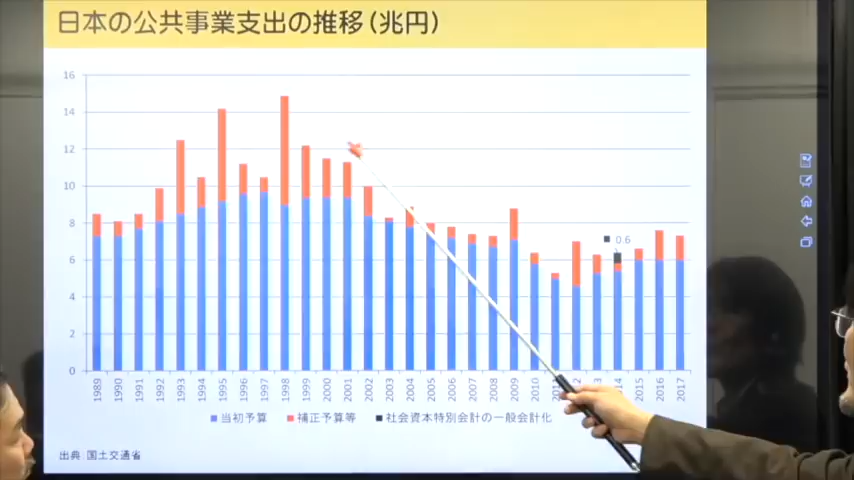 日本の公共事業支出の推移(兆円)
16
14
12
10
8
6
4
2
0
0.6
1989 1990 1991 1992 1993 1994 1995 1996 1997 1998 1999 2000 2001 2002 2003 2004 2005 2006 2007 2008 2009 2010 2015 2016 2017
当初予算 補正予算等 社会資本特別会計の一般会計化
出典 国土交通省